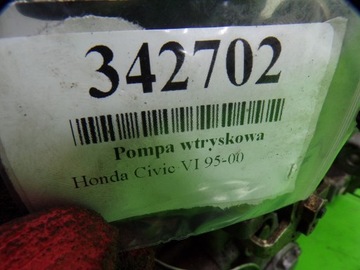 342702
Pompa wtryskowa
Honda Civic VI 95-00